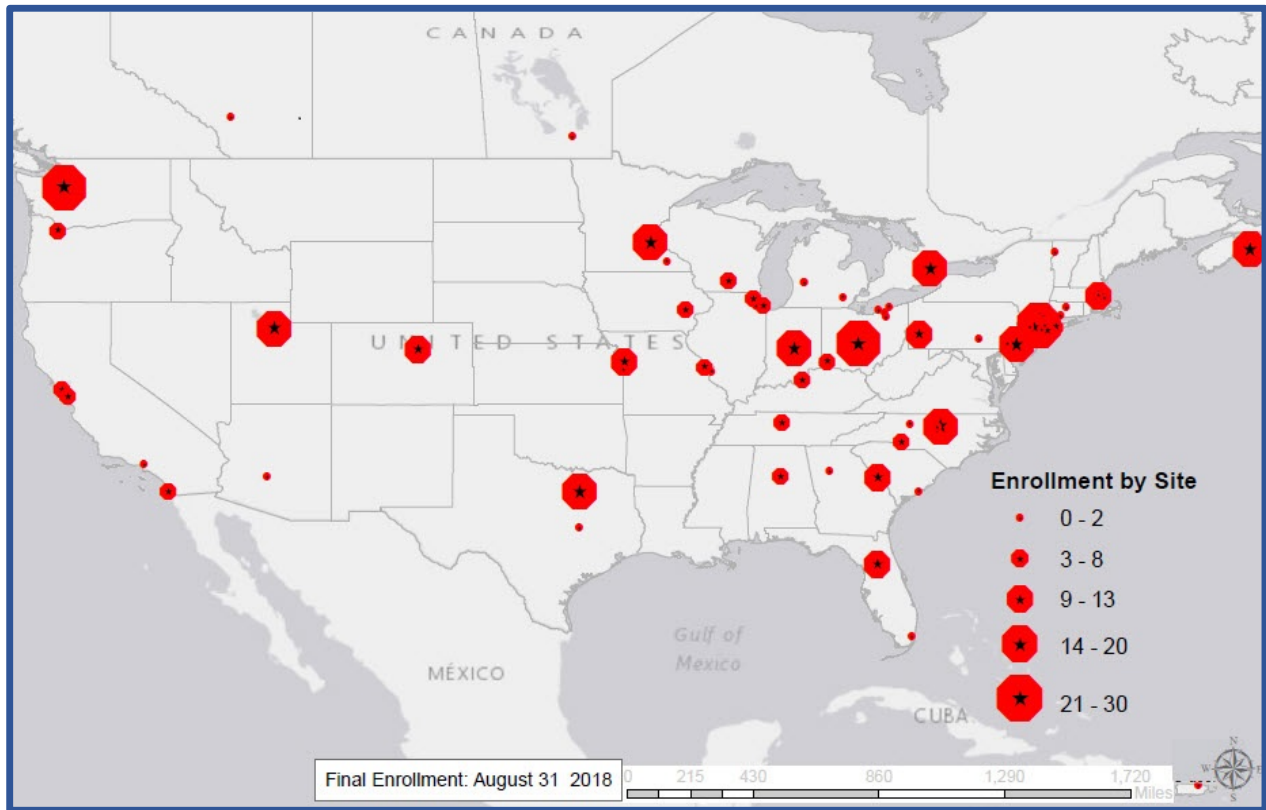 CANADA
UNITED STATES
Enrollment by Site
0 - 2
3 - 8
9 - 13
14 - 20
21 - 30
Gulf of
Mexico
MÉXICO
CUBA
Final Enrollment: August 31 2018
0 215 430 860 1,290 1,720
Miles
N
W E
S